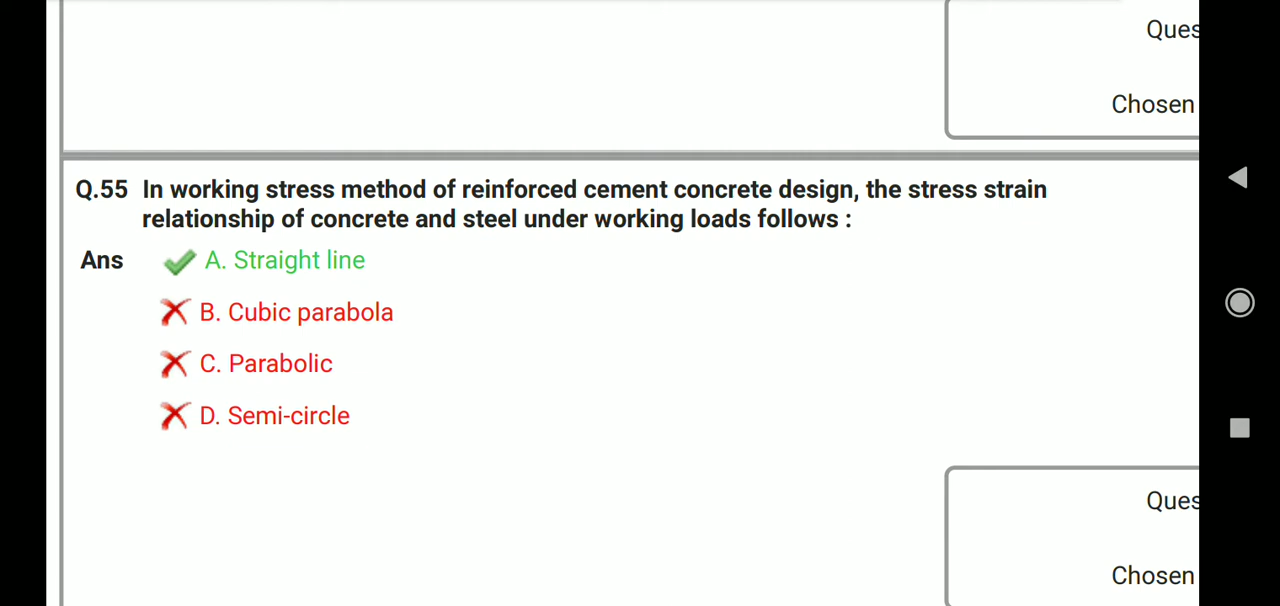 Ques
Chosen
Q.55 In working stress method of reinforced cement concrete design, the stress strain
relationship of concrete and steel under working loads follows :
Ans A. Straight line
B. Cubic parabola
C. Parabolic
D. Semi-circle
Ques
Chosen